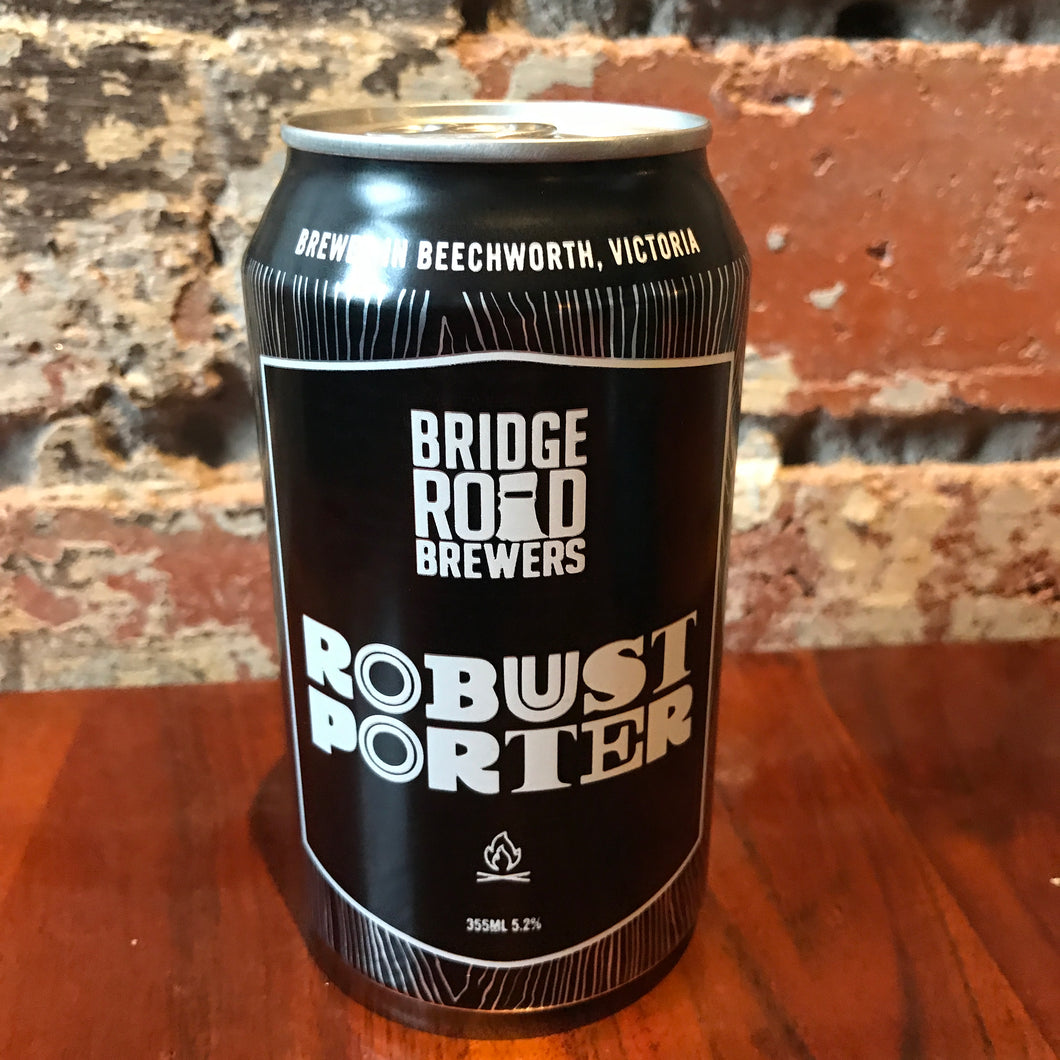 BREWED IN BEECHWORTH, VICTORIA
BRIDGE
ROAD
BREWERS
ROBUST
PORTER
355ML 5.2%